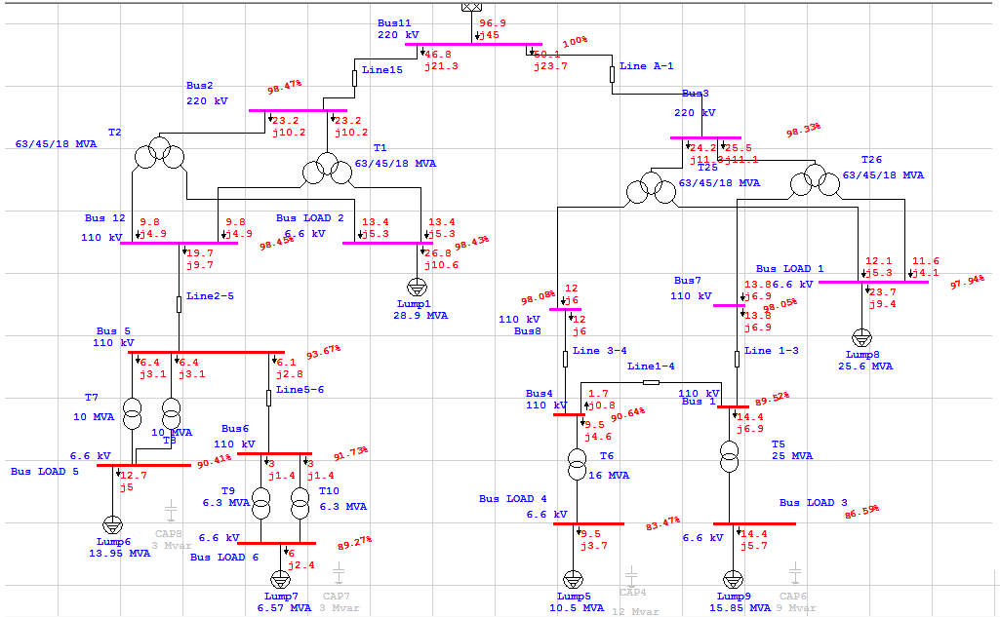 Bus11
220 kV
96.9
j45
100%
46.8
j21.3
50.1
j23.7
Line15
Line A-1
Bus2
220 kV
98.47%
23.2
j10.2
23.2
j10.2
Bus3
220 kV
98.33%
T2
63/45/18 MVA
T1
63/45/18 MVA
24.2
25.5
j11.1
T25
63/45/18 MVA
T26
63/45/18 MVA
Bus 12
110 kV
9.8
j4.9
9.8
j4.9
98.45%
Bus LOAD 2
6.6 kV
13.4
j5.3
13.4
j5.3
98.43%
19.7
j9.7
26.8
j10.6
Lump1
28.9 MVA
Line2-5
98.08%
12
j6
110 kV
Bus8
12
j6
Bus7
110 kV
13.8
j6.9
98.05%
13.8
j6.9
Bus LOAD 1
6.6 kV
12.1
j5.3
11.6
j4.1
97.94%
23.7
j9.4
Lump8
25.6 MVA
Bus 5
110 kV
93.67%
6.4
j3.1
6.4
j3.1
6.1
j2.8
Line5-6
T7
10 MVA
10 MVA
T8
Line 3-4
Line1-4
Line 1-3
Bus4
110 kV
1.7
j0.8
90.64%
9.5
j4.6
110 kV
Bus 1
89.52%
14.4
j6.9
Bus6
110 kV
91.73%
3
j1.4
3
j1.4
6.6 kV
Bus LOAD 5
90.41%
12.7
j5
T9
6.3 MVA
T10
6.3 MVA
T6
16 MVA
T5
25 MVA
Bus LOAD 4
6.6 kV
83.47%
9.5
j3.7
Bus LOAD 3
6.6 kV
86.59%
14.4
j5.7
CAP8
3 Mvar
Lump6
13.95 MVA
6.6 kV
Bus LOAD 6
89.27%
6
j2.4
Lump7
6.57 MVA
CAP7
3 Mvar
Lump5
10.5 MVA
CAP4
12 Mvar
Lump9
15.85 MVA
CAP6
9 Mvar